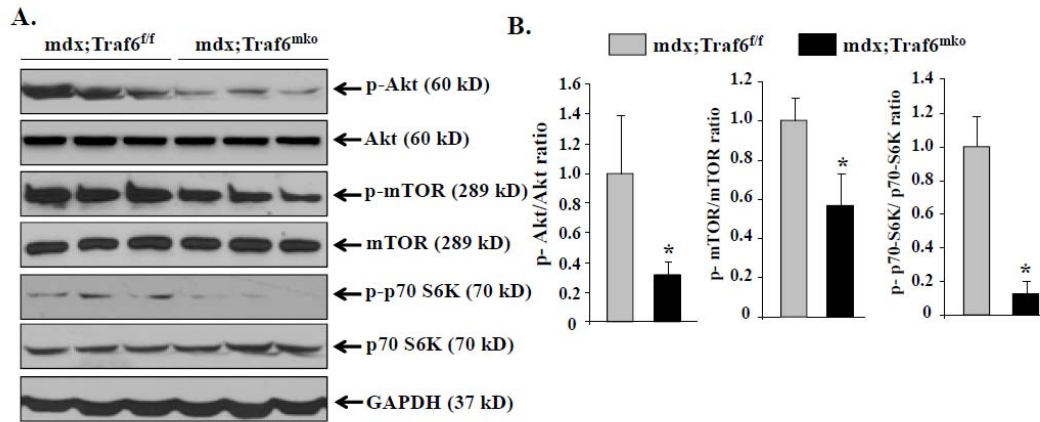 A.
mdx;Traf6f/f mdx;Traf6mko
p-Akt (60 kD)
Akt (60 kD)
p-mTOR (289 kD)
mTOR (289 kD)
p-p70 S6K (70 kD)
p70 S6K (70 kD)
GAPDH (37 kD)
B.
mdx;Traf6f/f mdx;Traf6mko
p- Akt/Akt ratio
1.6
1.4
1.2
1.0
0.8
0.6
0.4
0.2
0
*
p- mTOR/mTOR ratio
1.2
1.0
0.8
0.6
0.4
0.2
0
*
p- p70-S6K/ p70-S6K ratio
1.4
1.2
1.0
0.8
0.6
0.4
0.2
0
*